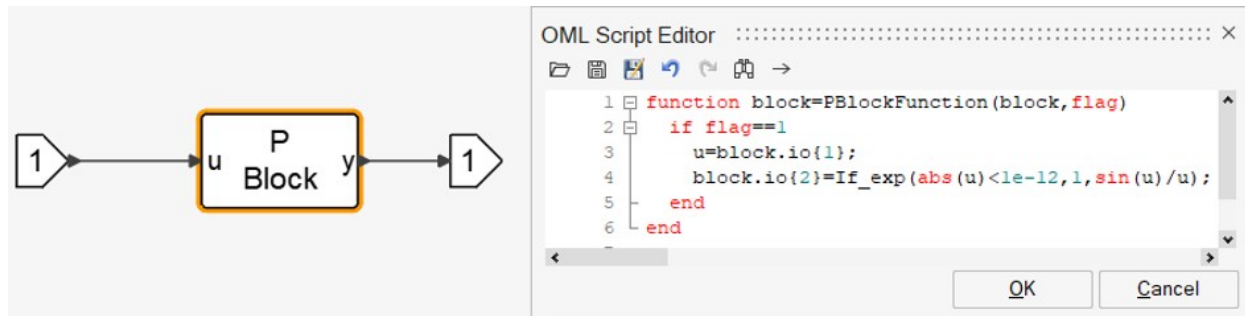 1
u
P
Block
y
1
OML Script Editor
1 function block=PBlockFunction(block,flag)
2 if flag==1
3 u=block.io{1};
4 block.io{2}=If_exp(abs(u)<1e-12,1,sin(u)/u);
5 end
6 end
OK
Cancel